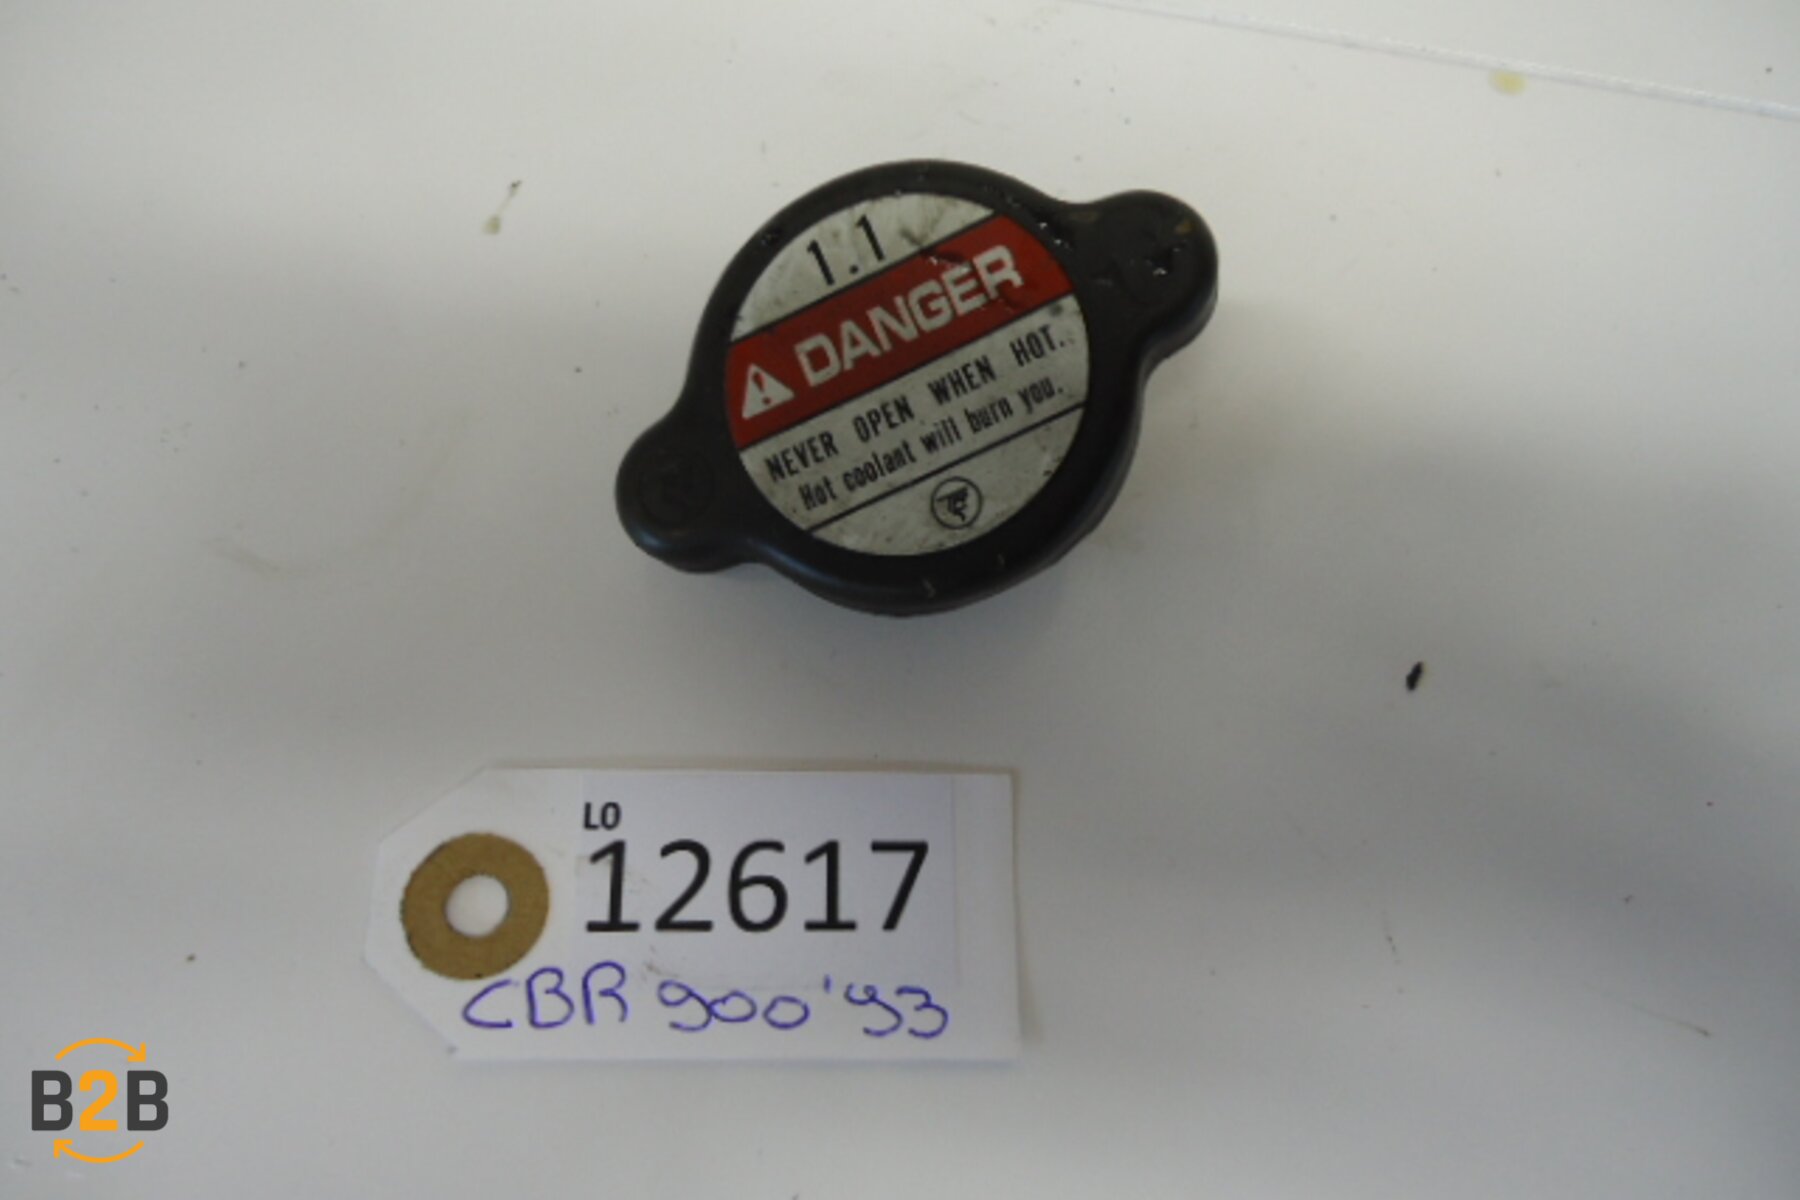 1.1
DANGER
NEVER OPEN WHEN HOT.
Hot coolant will burn you.
LO
12617
CBR 900 '93
B2B